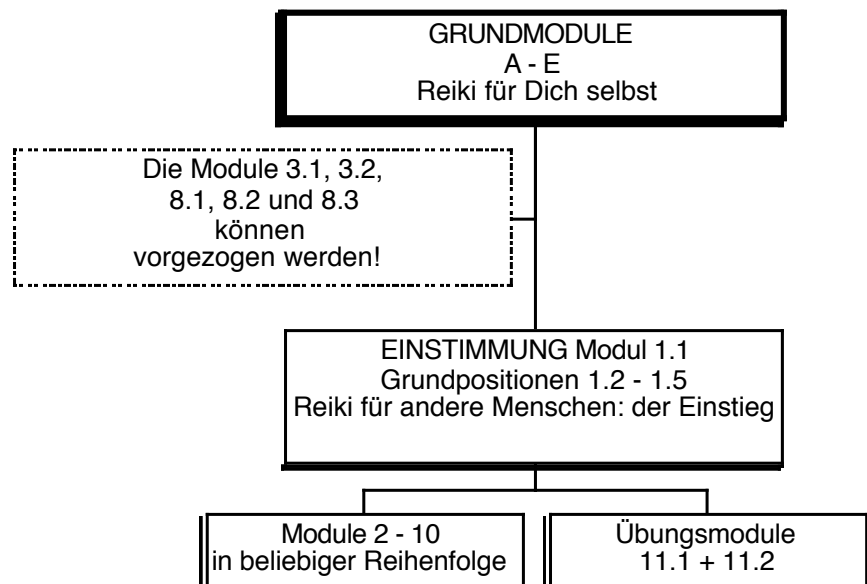 GRUNDMODULE
A - E
Reiki für Dich selbst
Die Module 3.1, 3.2,
8.1, 8.2 und 8.3
können
vorgezogen werden!
EINSTIMMUNG Modul 1.1
Grundpositionen 1.2 - 1.5
Reiki für andere Menschen: der Einstieg
Module 2 - 10
in beliebiger Reihenfolge
Übungsmodule
11.1 + 11.2